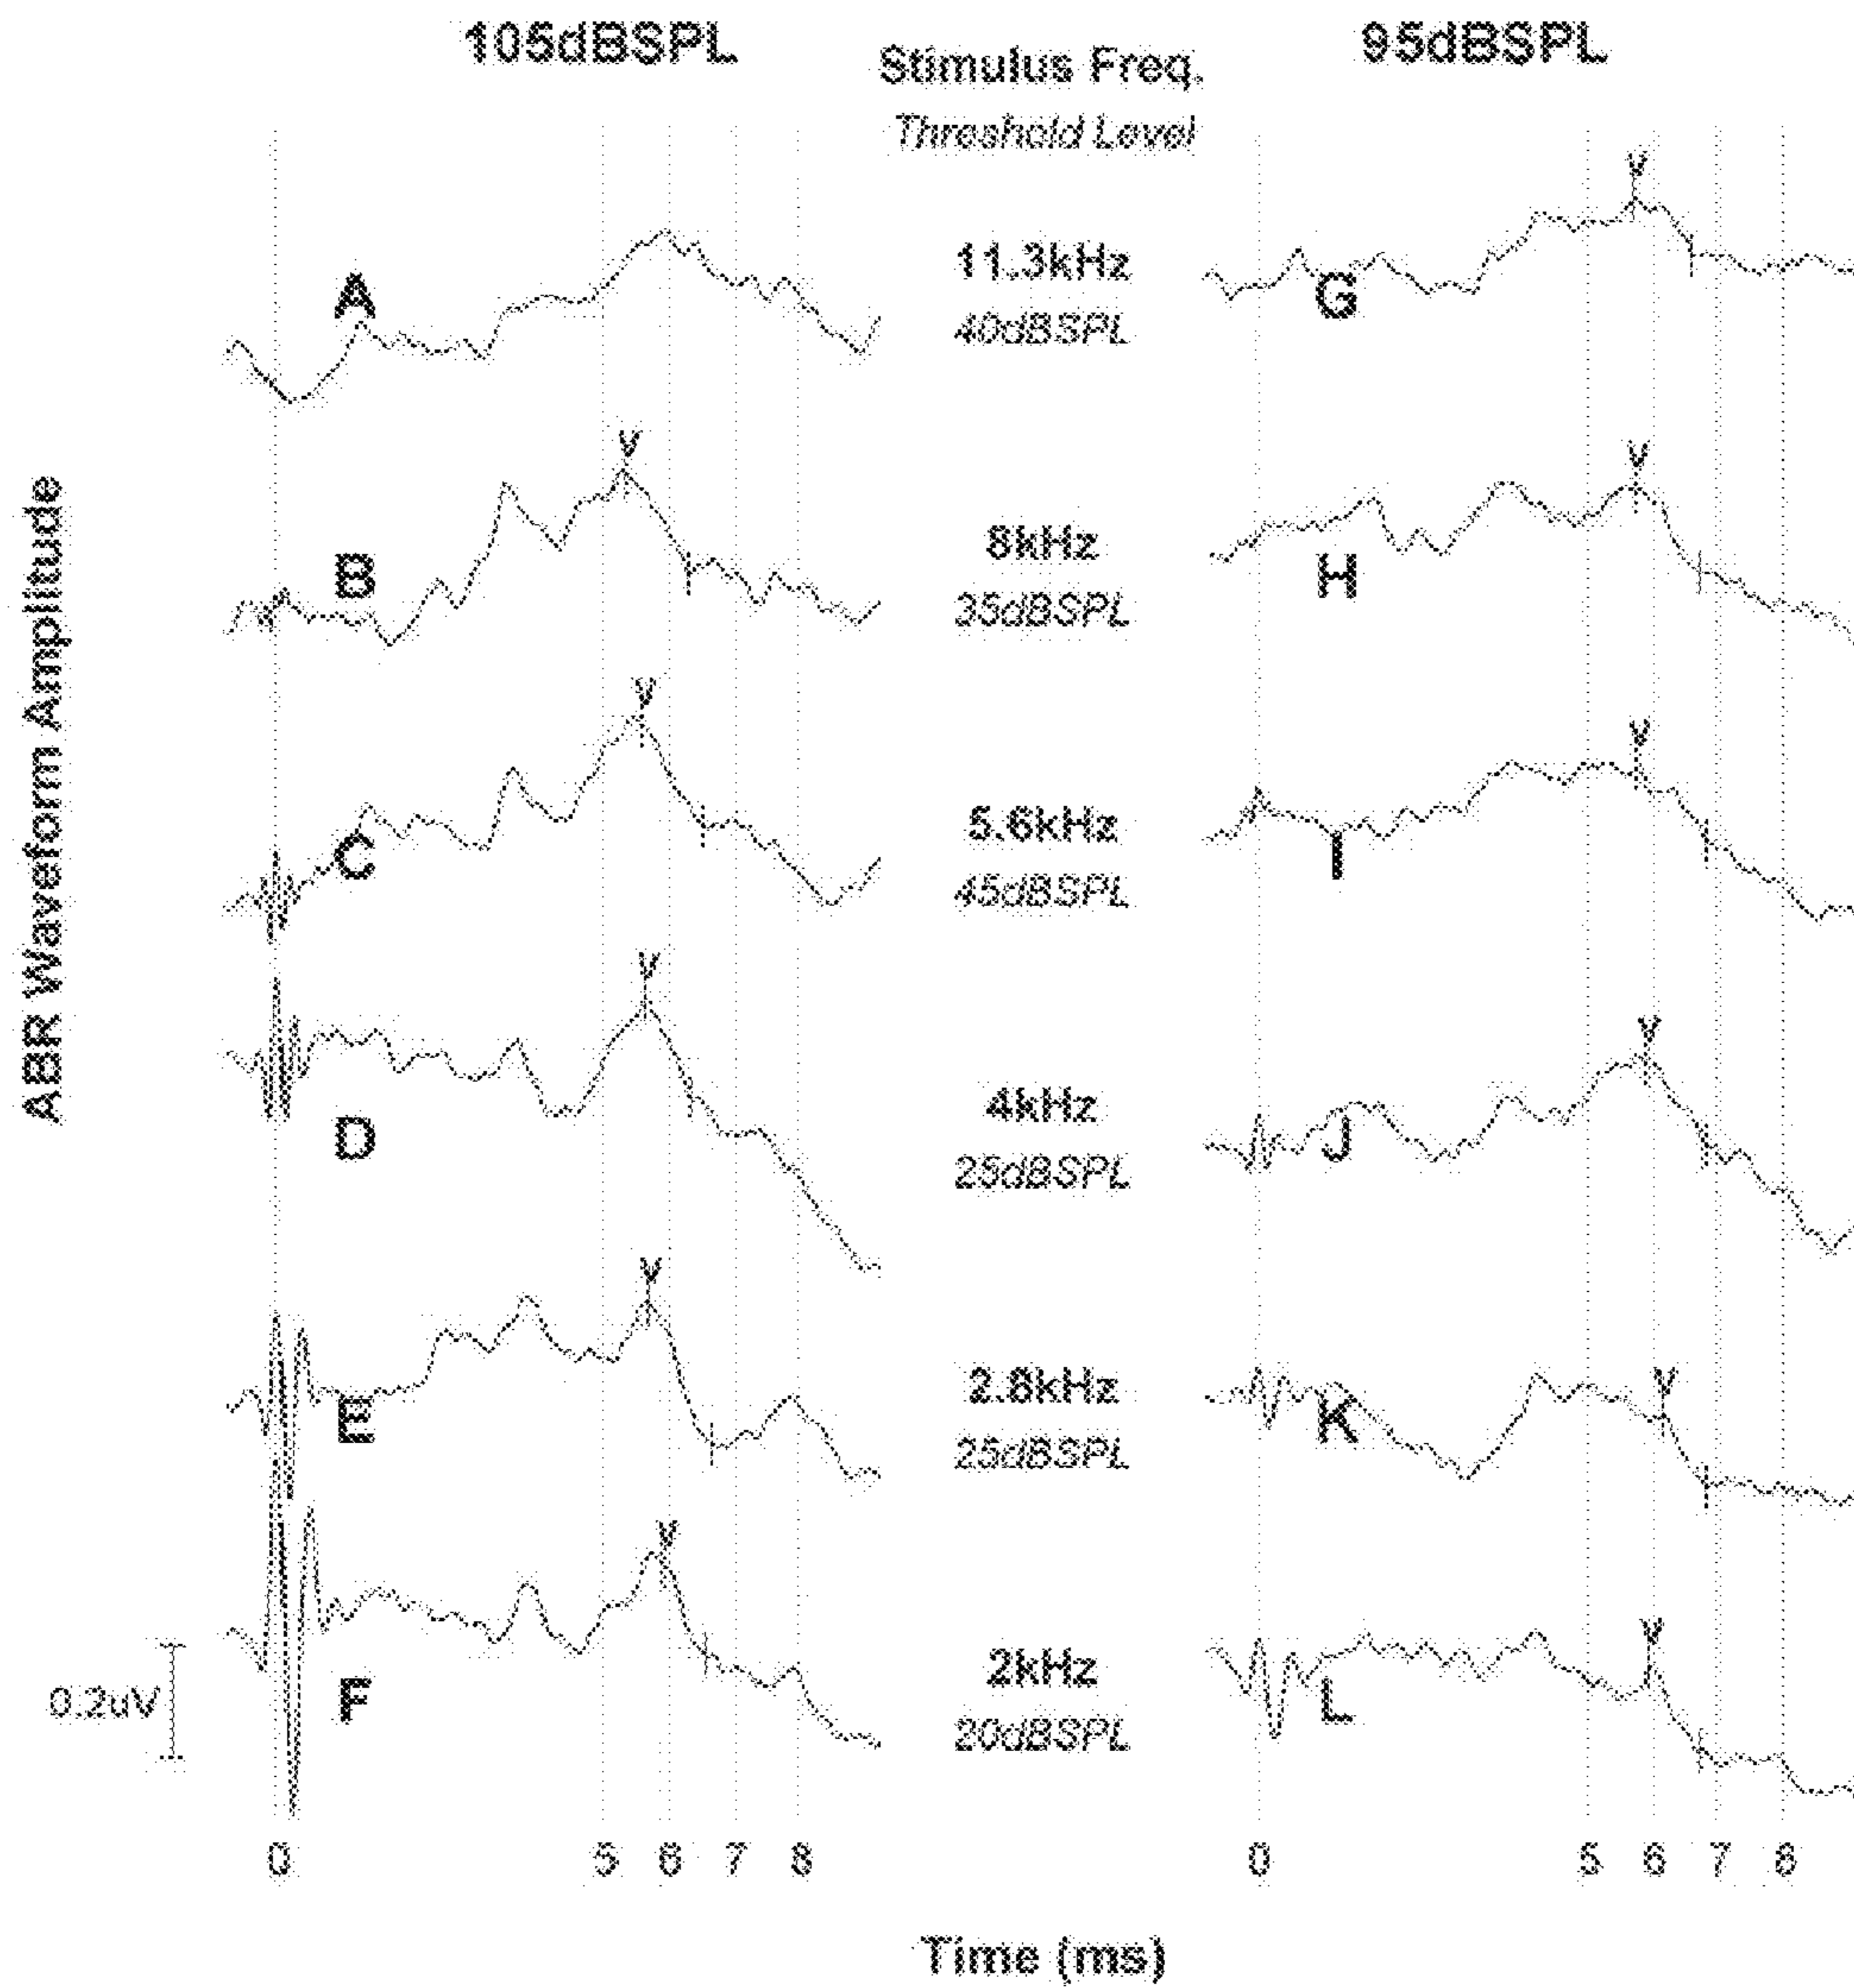 105dBSPL
Stimulus Freq.
Threshold Level
95dBSPL
ABR Waveform Amplitude
A
11.3kHz
40dBSPL
V
G
V
B
8kHz
35dBSPL
V
H
V
C
5.6kHz
45dBSPL
V
I
V
D
4kHz
25dBSPL
V
J
V
E
2.8kHz
25dBSPL
V
K
V
F
2kHz
20dBSPL
V
L
0.2uV
0 5 6 7 8
0 5 6 7 8
Time (ms)